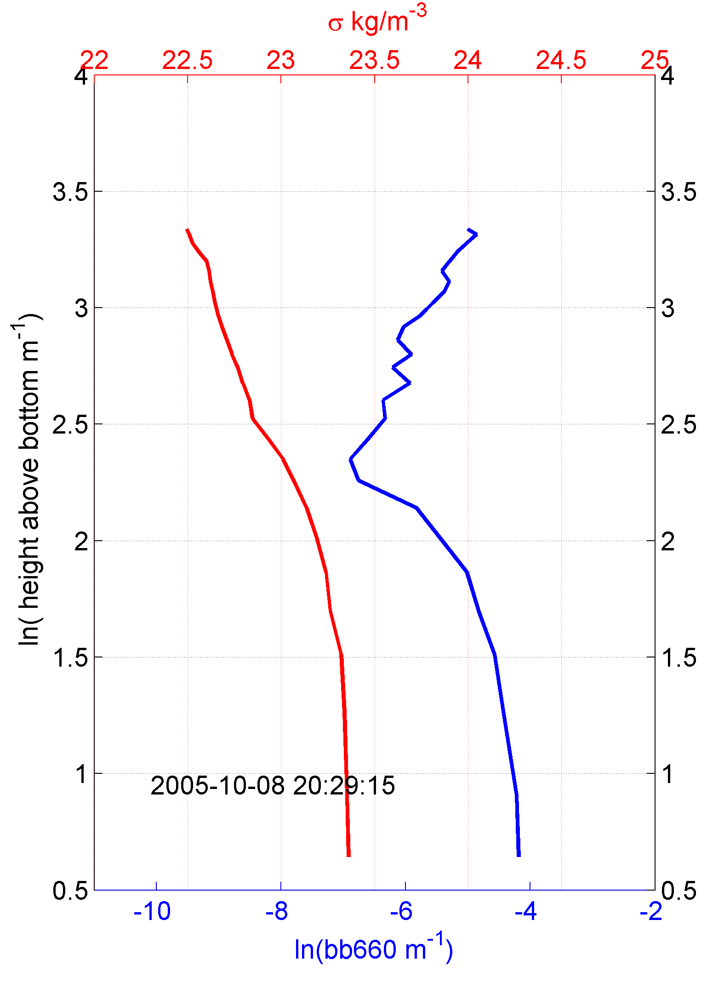 σ kg/m⁻³
22 22.5 23 23.5 24 24.5 25
4 4
3.5 3.5
3 3
2.5 2.5
2 2
1.5 1.5
1 1
0.5 0.5
ln( height above bottom m⁻¹)
2005-10-08 20:29:15
-10 -8 -6 -4 -2
ln(bb660 m⁻¹)